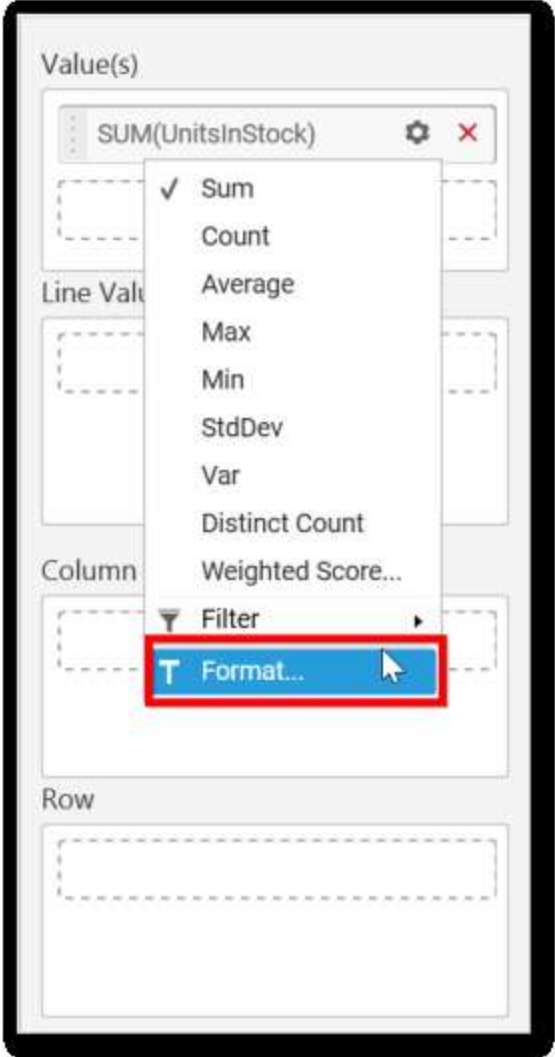 Value(s)
SUM(UnitsInStock)
Sum
Count
Average
Line Valu
Max
Min
StdDev
Var
Distinct Count
Column
Weighted Score...
Filter
Format...
Row